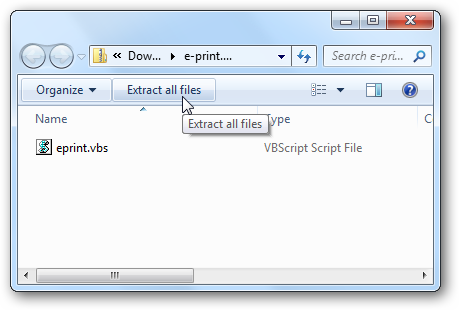 « Dow... ▸ e-print.... Search e-pri...
Organize Extract all files
Name Type C
Extract all files
eprint.vbs VBScript Script File